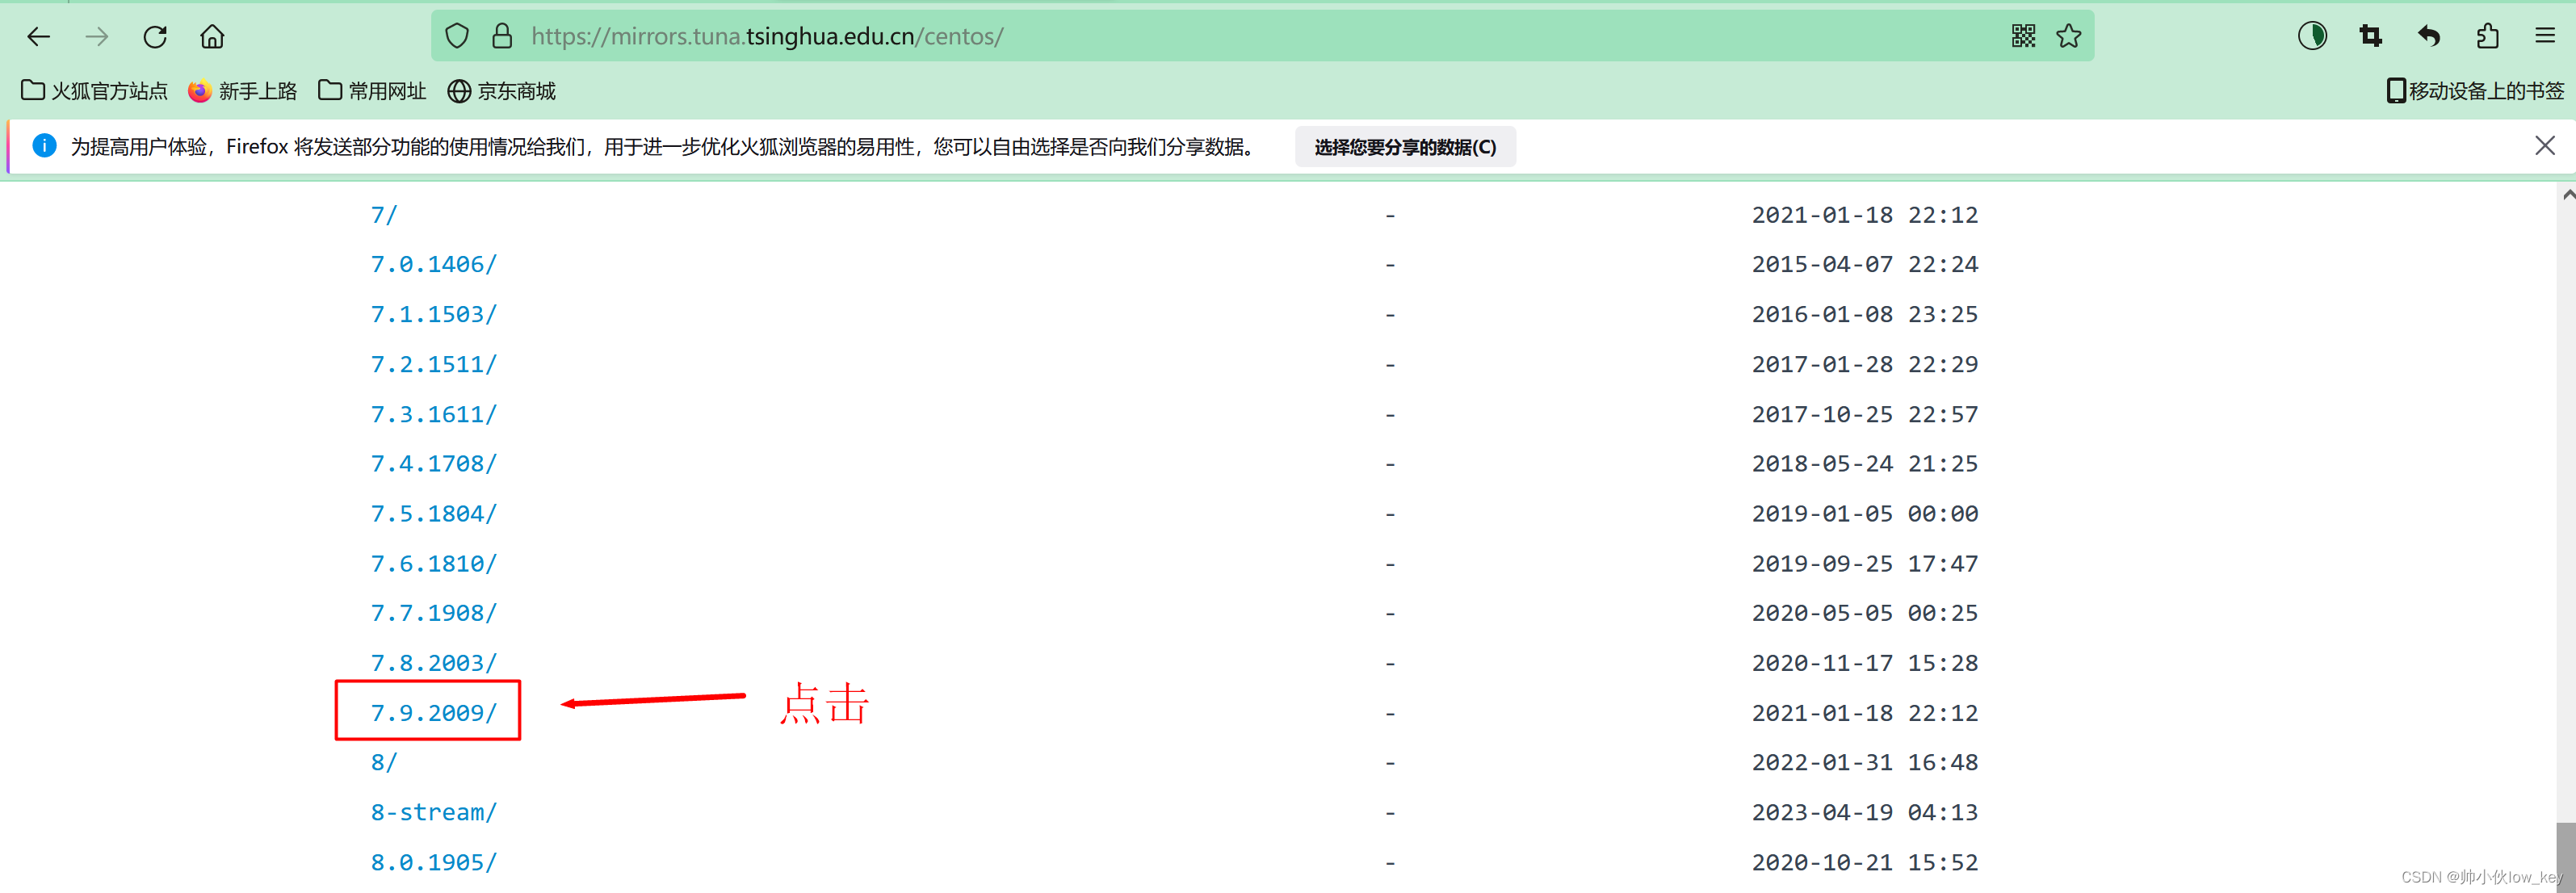 https://mirrors.tuna.tsinghua.edu.cn/centos/
火狐官方站点 新手上路 常用网址 京东商城 移动设备上的书签
为提高用户体验，Firefox 将发送部分功能的使用情况给我们，用于进一步优化火狐浏览器的易用性，您可以自由选择是否向我们分享数据。 选择您要分享的数据(C)
7/ - 2021-01-18 22:12
7.0.1406/ - 2015-04-07 22:24
7.1.1503/ - 2016-01-08 23:25
7.2.1511/ - 2017-01-28 22:29
7.3.1611/ - 2017-10-25 22:57
7.4.1708/ - 2018-05-24 21:25
7.5.1804/ - 2019-01-05 00:00
7.6.1810/ - 2019-09-25 17:47
7.7.1908/ - 2020-05-05 00:25
7.8.2003/ - 2020-11-17 15:28
7.9.2009/ 点击 - 2021-01-18 22:12
8/ - 2022-01-31 16:48
8-stream/ - 2023-04-19 04:13
8.0.1905/ - 2020-10-21 15:52
CSDN @帅小伙low_key